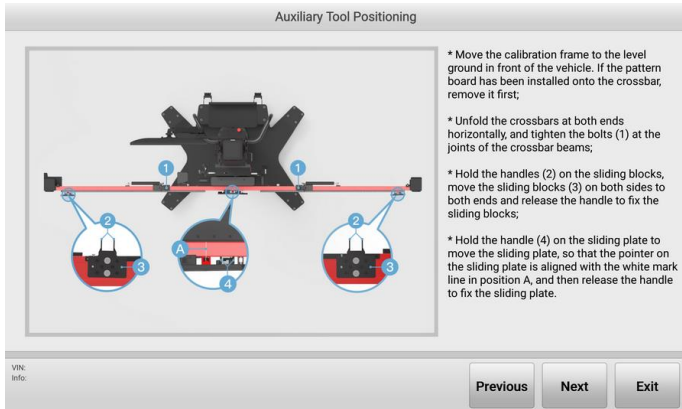 Auxiliary Tool Positioning
* Move the calibration frame to the level
ground in front of the vehicle. If the pattern
board has been installed onto the crossbar,
remove it first;
* Unfold the crossbars at both ends
horizontally, and tighten the bolts (1) at the
joints of the crossbar beams;
* Hold the handles (2) on the sliding blocks,
move the sliding blocks (3) on both sides to
both ends and release the handle to fix the
sliding blocks;
* Hold the handle (4) on the sliding plate to
move the sliding plate, so that the pointer on
the sliding plate is aligned with the white mark
line in position A, and then release the handle
to fix the sliding plate.
1
1
2
2
A
3
3
4
VIN:
Info:
Previous
Next
Exit